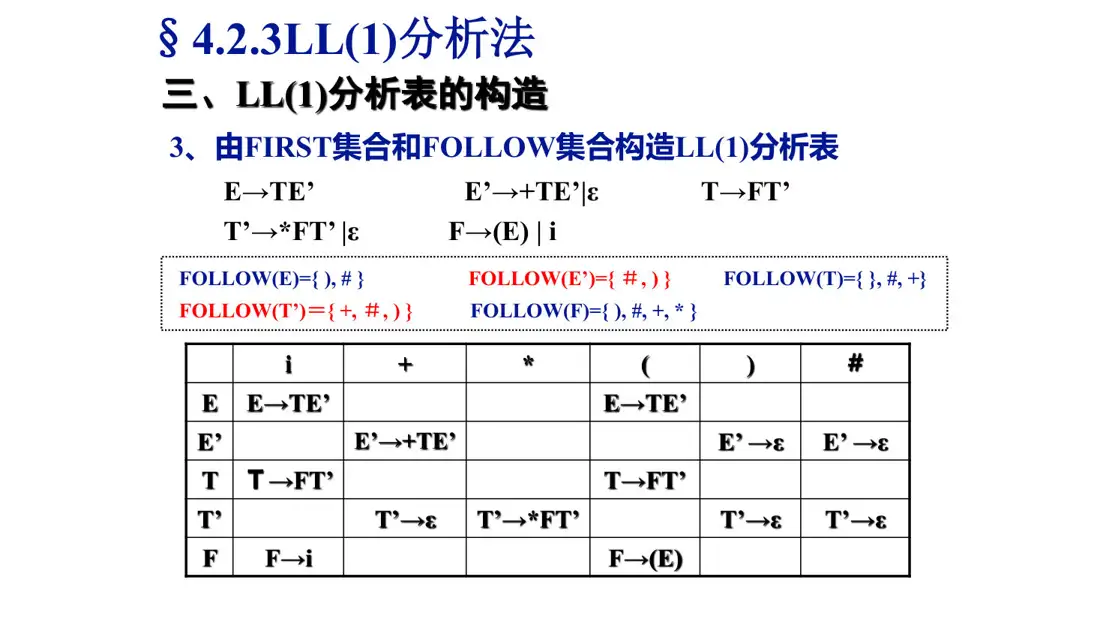 §4.2.3LL(1)分析法
三、LL(1)分析表的构造
3、由FIRST集合和FOLLOW集合构造LL(1)分析表
E→TE’ E’→+TE’|ε T→FT’
T’→*FT’ |ε F→(E) | i
FOLLOW(E)={ ), # } FOLLOW(E’)={ ＃, ) } FOLLOW(T)={ }, #, +}
FOLLOW(T’)＝{ +, ＃, ) } FOLLOW(F)={ ), #, +, * }
i + * ( ) #
E E→TE’ E→TE’
E’ E’→+TE’ E’ →ε E’ →ε
T T →FT’ T→FT’
T’ T’→ε T’→*FT’ T’→ε T’→ε
F F→i F→(E)